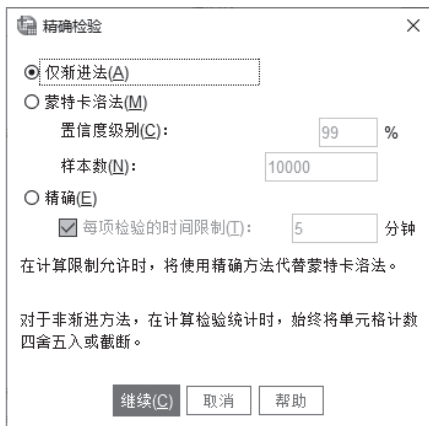 精确检验
仅渐进法(A)
蒙特卡洛法(M)
置信度级别(C): 99 %
样本数(N): 10000
精确(E)
每项检验的时间限制(T): 5 分钟
在计算限制允许时，将使用精确方法代替蒙特卡洛法。
对于非渐进方法，在计算检验统计时，始终将单元格计数
四舍五入或截断。
继续(C) 取消 帮助